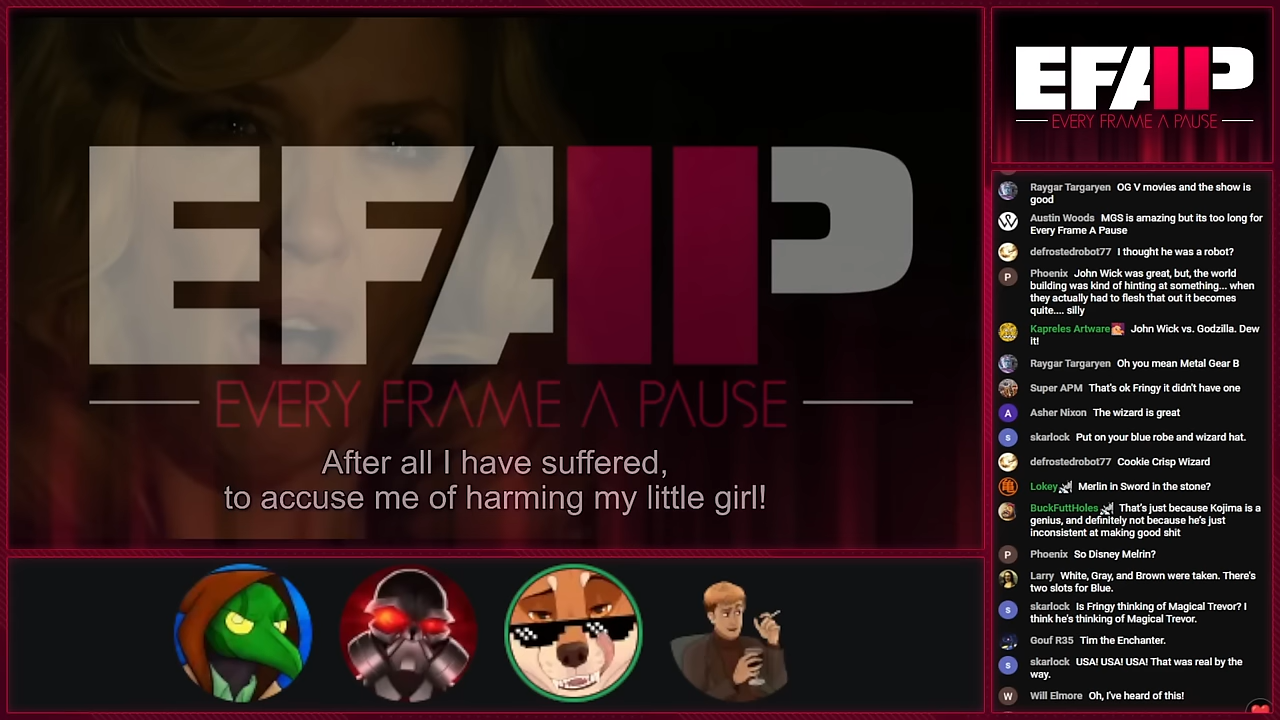 EFAP
EVERY FRAME A PAUSE
After all I have suffered,
to accuse me of harming my little girl!
EFAP
EVERY FRAME A PAUSE
Raygar Targaryen OG V movies and the show is
good
Austin Woods MGS is amazing but its too long for
Every Frame A Pause
defrostedrobot77 I thought he was a robot?
P
Phoenix John Wick was great, but, the world
building was kind of hinting at something... when
they actually had to flesh that out it becomes
quite.... silly
Kapreles Artware John Wick vs. Godzilla. Dew
it!
Raygar Targaryen Oh you mean Metal Gear B
Super APM That's ok Fringy it didn't have one
A
Asher Nixon The wizard is great
s
skarlock Put on your blue robe and wizard hat.
defrostedrobot77 Cookie Crisp Wizard
Lokey Merlin in Sword in the stone?
BuckFuttHoles That's just because Kojima is a
genius, and definitely not because he's just
inconsistent at making good shit
P
Phoenix So Disney Melrin?
Larry White, Gray, and Brown were taken. There's
two slots for Blue.
s
skarlock Is Fringy thinking of Magical Trevor? I
think he's thinking of Magical Trevor.
Gouf R35 Tim the Enchanter.
s
skarlock USA! USA! USA! That was real by the
way.
W
Will Elmore Oh, I've heard of this!